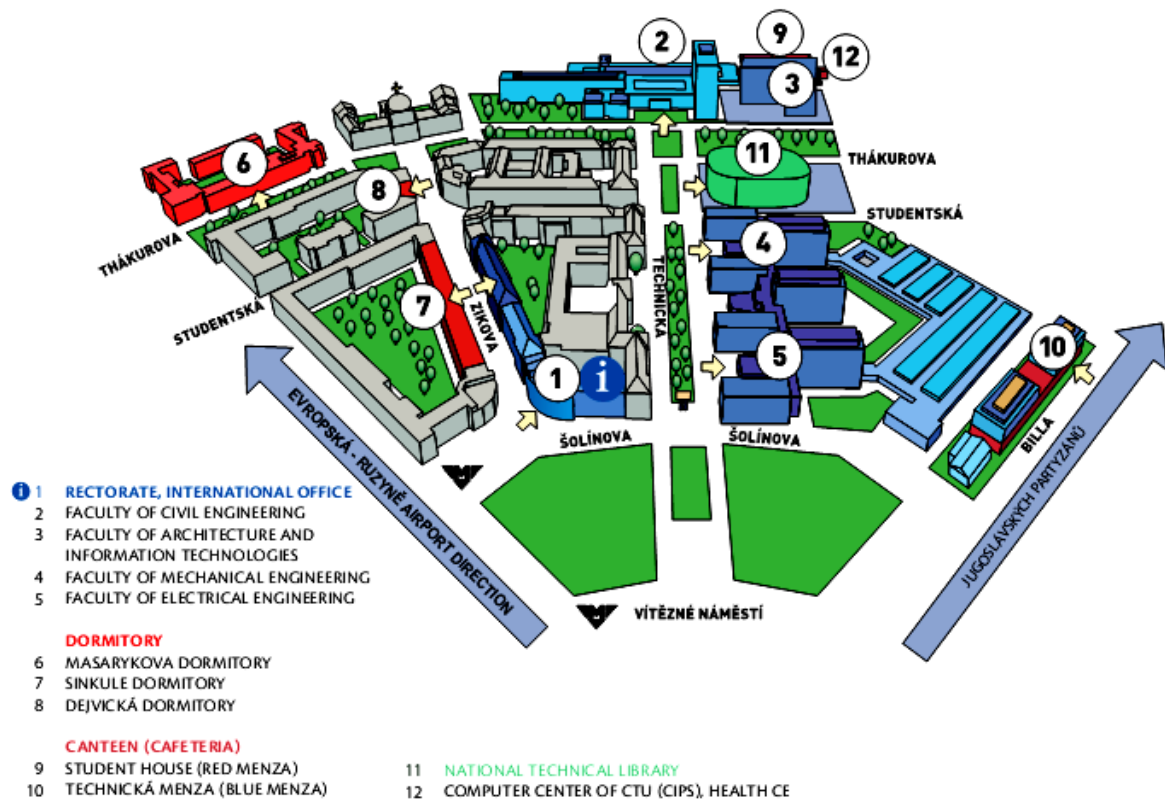 2
9
12
3
6
11
THÁKUROVA
8
STUDENTSKÁ
4
THÁKUROVA
TECHNICKÁ
7
ZIKOVA
STUDENTSKÁ
10
5
1
i
EVROPSKÁ - RUZYNĚ AIRPORT DIRECTION
ŠOLÍNOVA
ŠOLÍNOVA
BILLA
JUGOSLÁVSKÝCH PARTYZÁNŮ
VÍTĚZNÉ NÁMĚSTÍ
i 1 RECTORATE, INTERNATIONAL OFFICE
2 FACULTY OF CIVIL ENGINEERING
3 FACULTY OF ARCHITECTURE AND
INFORMATION TECHNOLOGIES
4 FACULTY OF MECHANICAL ENGINEERING
5 FACULTY OF ELECTRICAL ENGINEERING
DORMITORY
6 MASARYKOVA DORMITORY
7 SINKULE DORMITORY
8 DEJVICKÁ DORMITORY
CANTEEN (CAFETERIA)
9 STUDENT HOUSE (RED MENZA)
10 TECHNICKÁ MENZA (BLUE MENZA)
11 NATIONAL TECHNICAL LIBRARY
12 COMPUTER CENTER OF CTU (CIPS), HEALTH CE